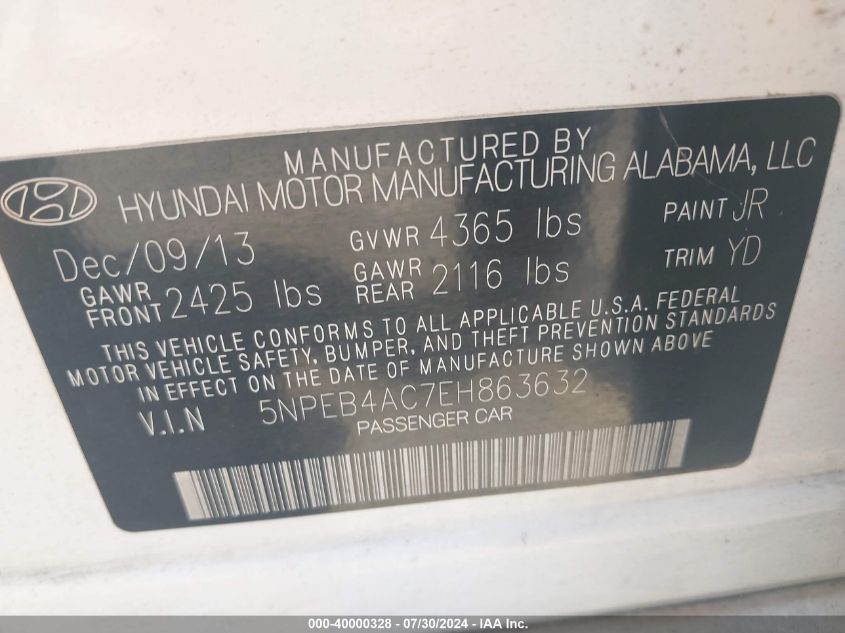 MANUFACTURED BY
HYUNDAI MOTOR MANUFACTURING ALABAMA, LLC
Dec/09/13 GVWR 4365 lbs PAINT JR
GAWR FRONT 2425 lbs GAWR REAR 2116 lbs TRIM YD
THIS VEHICLE CONFORMS TO ALL APPLICABLE U.S.A. FEDERAL
MOTOR VEHICLE SAFETY, BUMPER, AND THEFT PREVENTION STANDARDS
IN EFFECT ON THE DATE OF MANUFACTURE SHOWN ABOVE
V.I.N 5NPEB4AC7EH863632
PASSENGER CAR
000-40000328 - 07/30/2024 - IAA Inc.